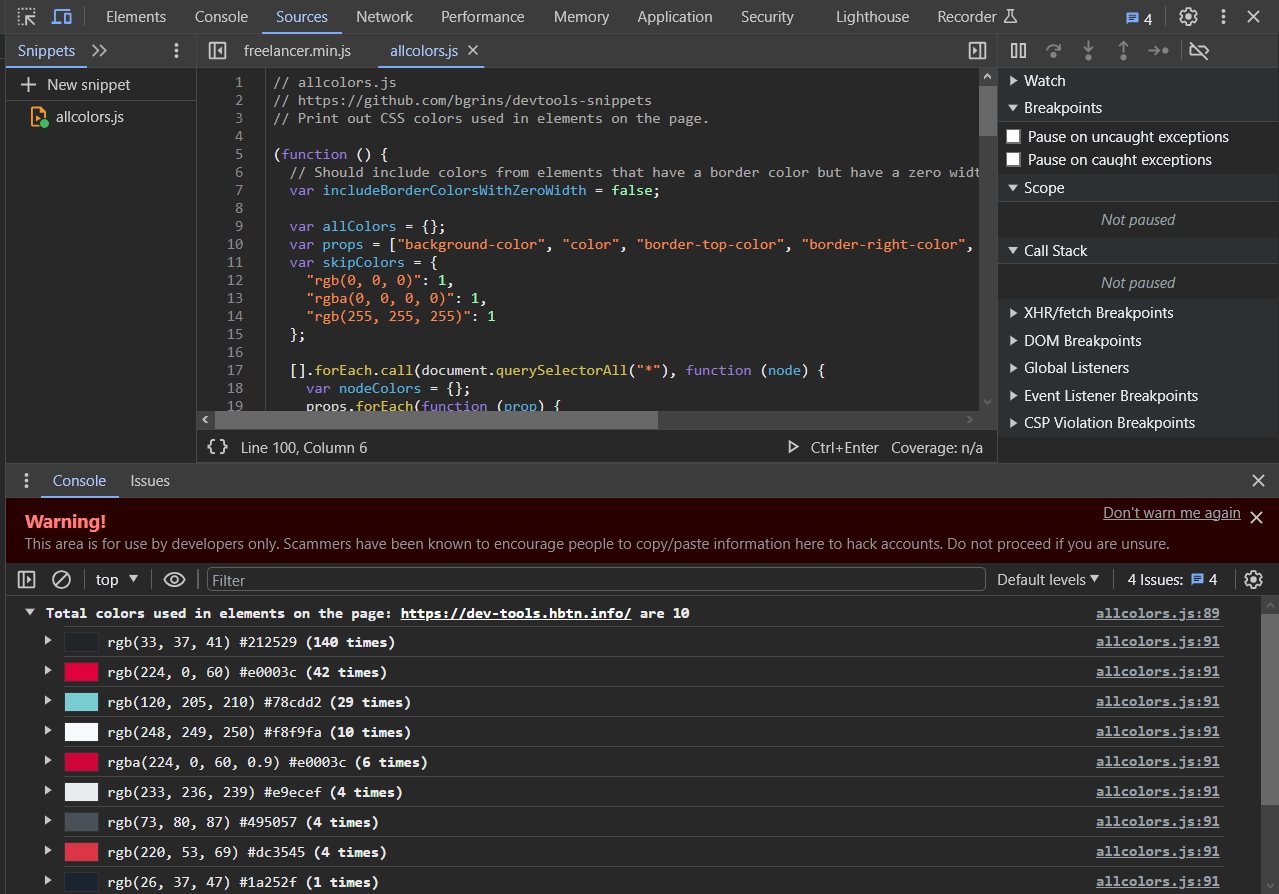 Elements Console Sources Network Performance Memory Application Security Lighthouse Recorder 4
Snippets freelancer.min.js allcolors.js
New snippet
allcolors.js
1 // allcolors.js
2 // https://github.com/bgrins/devtools-snippets
3 // Print out CSS colors used in elements on the page.
4
5 (function () {
6 // Should include colors from elements that have a border color but have a zero widt
7 var includeBorderColorsWithZeroWidth = false;
8
9 var allColors = {};
10 var props = ["background-color", "color", "border-top-color", "border-right-color",
11 var skipColors = {
12 "rgb(0, 0, 0)": 1,
13 "rgba(0, 0, 0, 0)": 1,
14 "rgb(255, 255, 255)": 1
15 };
16
17 [].forEach.call(document.querySelectorAll("*"), function (node) {
18 var nodeColors = {};
19 props.forEach(function (prop) {
{} Line 100, Column 6 Ctrl+Enter Coverage: n/a
Watch
Breakpoints
Pause on uncaught exceptions
Pause on caught exceptions
Scope
Not paused
Call Stack
Not paused
XHR/fetch Breakpoints
DOM Breakpoints
Global Listeners
Event Listener Breakpoints
CSP Violation Breakpoints
Console Issues
Warning! Don't warn me again
This area is for use by developers only. Scammers have been known to encourage people to copy/paste information here to hack accounts. Do not proceed if you are unsure.
top Filter Default levels 4 Issues: 4
Total colors used in elements on the page: https://dev-tools.hbtn.info/ are 10 allcolors.js:89
rgb(33, 37, 41) #212529 (140 times) allcolors.js:91
rgb(224, 0, 60) #e0003c (42 times) allcolors.js:91
rgb(120, 205, 210) #78cdd2 (29 times) allcolors.js:91
rgb(248, 249, 250) #f8f9fa (10 times) allcolors.js:91
rgba(224, 0, 60, 0.9) #e0003c (6 times) allcolors.js:91
rgb(233, 236, 239) #e9ecef (4 times) allcolors.js:91
rgb(73, 80, 87) #495057 (4 times) allcolors.js:91
rgb(220, 53, 69) #dc3545 (4 times) allcolors.js:91
rgb(26, 37, 47) #1a252f (1 times) allcolors.js:91